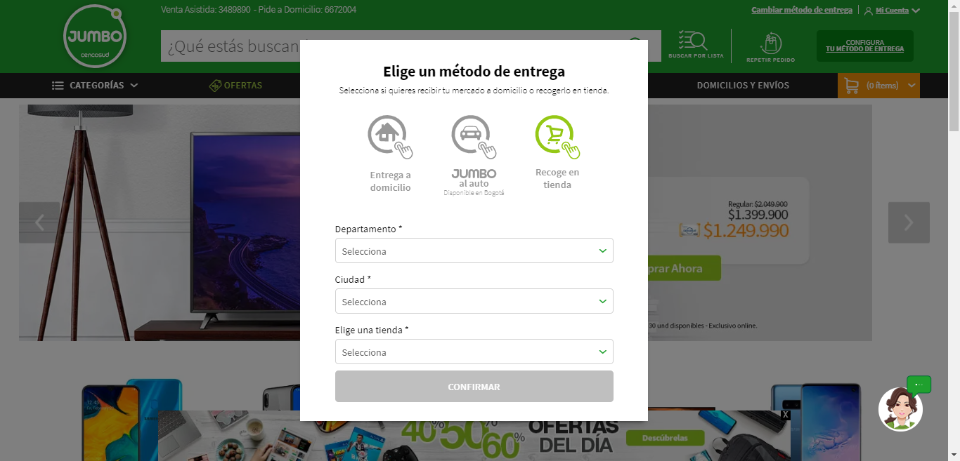 Venta Asistida: 3489890 - Pide a Domicilio: 6672004
Cambiar método de entrega
Mi Cuenta
JUMBO
cencosud
¿Qué estás buscan
BUSCAR POR LISTA
REPETIR PEDIDO
CONFIGURA
TU MÉTODO DE ENTREGA
CATEGORÍAS
OFERTAS
DOMICILIOS Y ENVÍOS
(0 ítems)
Elige un método de entrega
Selecciona si quieres recibir tu mercado a domicilio o recogerlo en tienda.
Entrega a
domicilio
JUMBO
al auto
Disponible en Bogotá
Recoge en
tienda
Departamento *
Selecciona
Ciudad *
Selecciona
Elige una tienda *
Selecciona
CONFIRMAR
Regular: $2.049.900
$1.399.900
$1.249.990
prar Ahora
und disponibles - Exclusivo online.
X
40% 50% 60%
OFERTAS
DEL DÍA
Descúbrelas